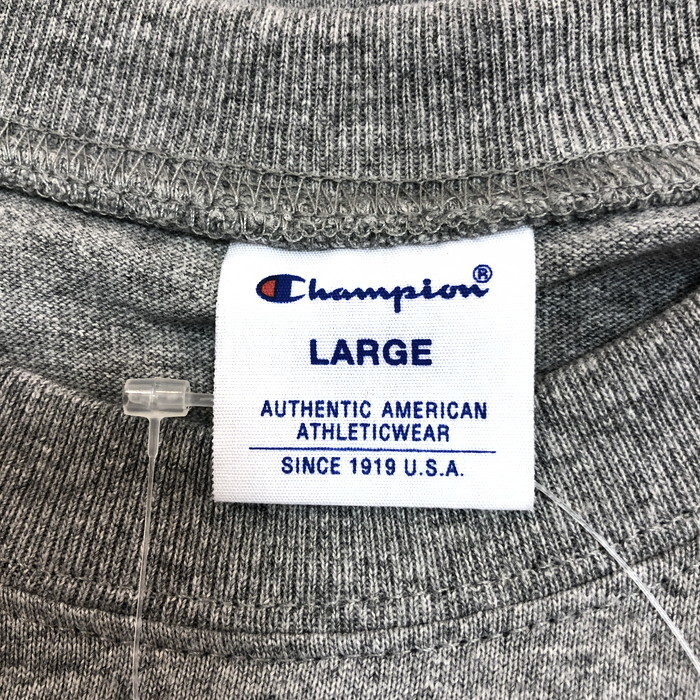 Champion®
LARGE
AUTHENTIC AMERICAN
ATHLETICWEAR
SINCE 1919 U.S.A.